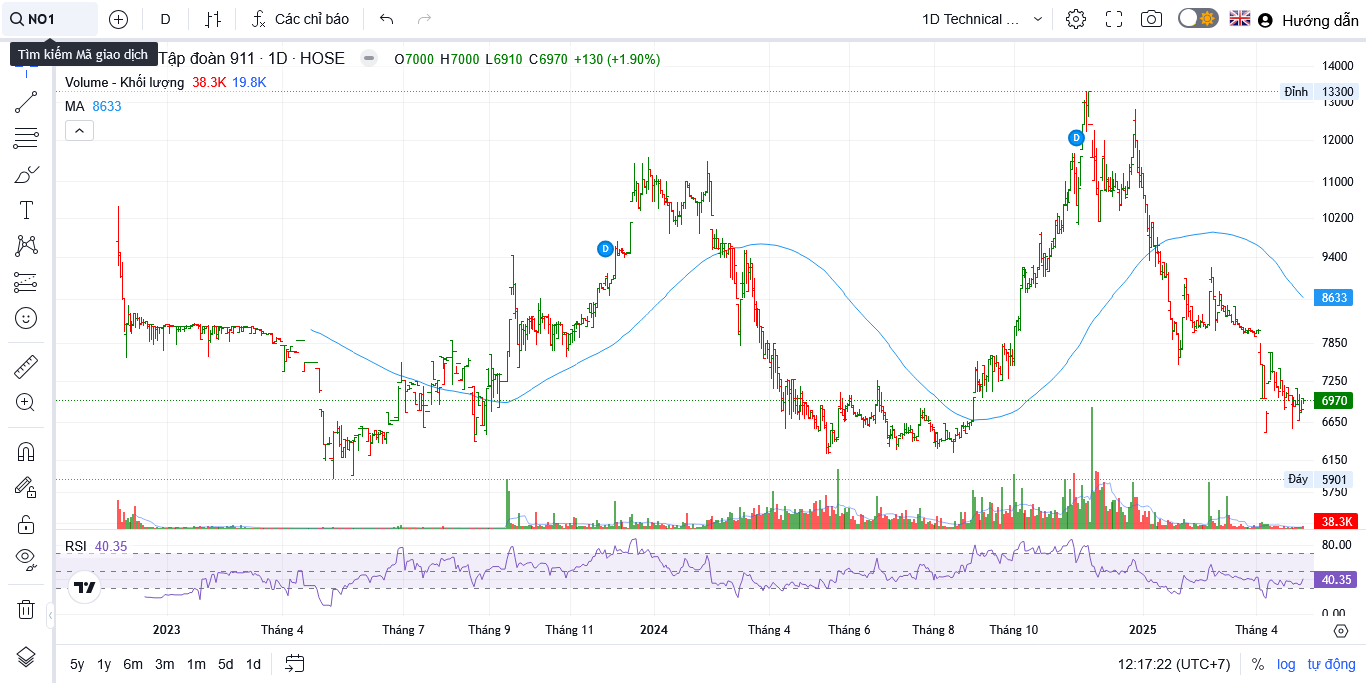 NO1 D Các chỉ báo 1D Technical ... Hướng dẫn
Tìm kiếm Mã giao dịch
Tập đoàn 911 · 1D · HOSE O7000 H7000 L6910 C6970 +130 (+1.90%)
Volume - Khối lượng 38.3K 19.8K
MA 8633
14000
Đỉnh 13300
13000
12000
11000
10200
9400
8633
7850
7250
6970
6650
6150
Đáy 5901
5750
38.3K
D
D
RSI 40.35
80.00
40.35
0.00
2023 Tháng 4 Tháng 7 Tháng 9 Tháng 11 2024 Tháng 4 Tháng 6 Tháng 8 Tháng 10 2025 Tháng 4
5y 1y 6m 3m 1m 5d 1d 12:17:22 (UTC+7) % log tự động